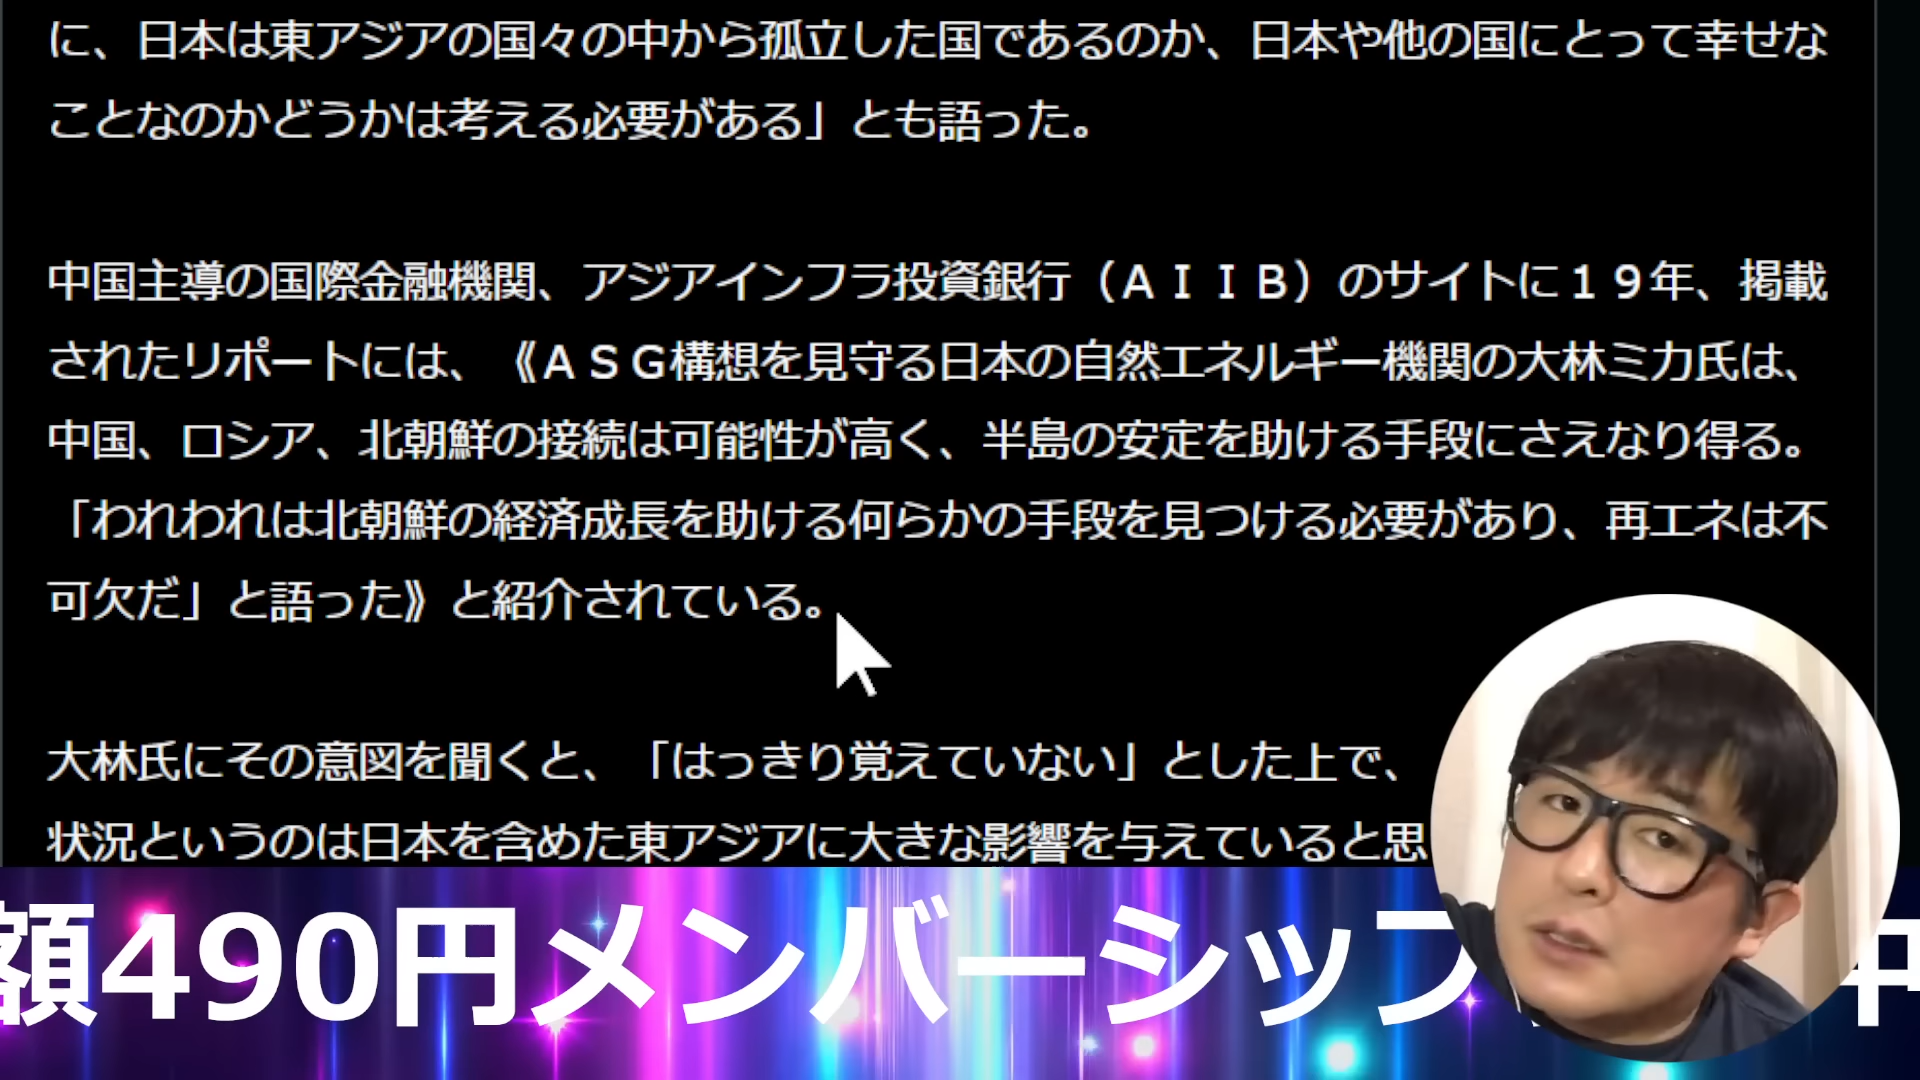 に、日本は東アジアの国々の中から孤立した国であるのか、日本や他の国にとって幸せな
ことなのかどうかは考える必要がある」とも語った。
中国主導の国際金融機関、アジアインフラ投資銀行（ＡＩＩＢ）のサイトに１９年、掲載
されたリポートには、《ＡＳＧ構想を見守る日本の自然エネルギー機関の大林ミカ氏は、
中国、ロシア、北朝鮮の接続は可能性が高く、半島の安定を助ける手段にさえなり得る。
「われわれは北朝鮮の経済成長を助ける何らかの手段を見つける必要があり、再エネは不
可欠だ」と語った》と紹介されている。
大林氏にその意図を聞くと、「はっきり覚えていない」とした上で、
状況というのは日本を含めた東アジアに大きな影響を与えていると思
額490円メンバーシップ